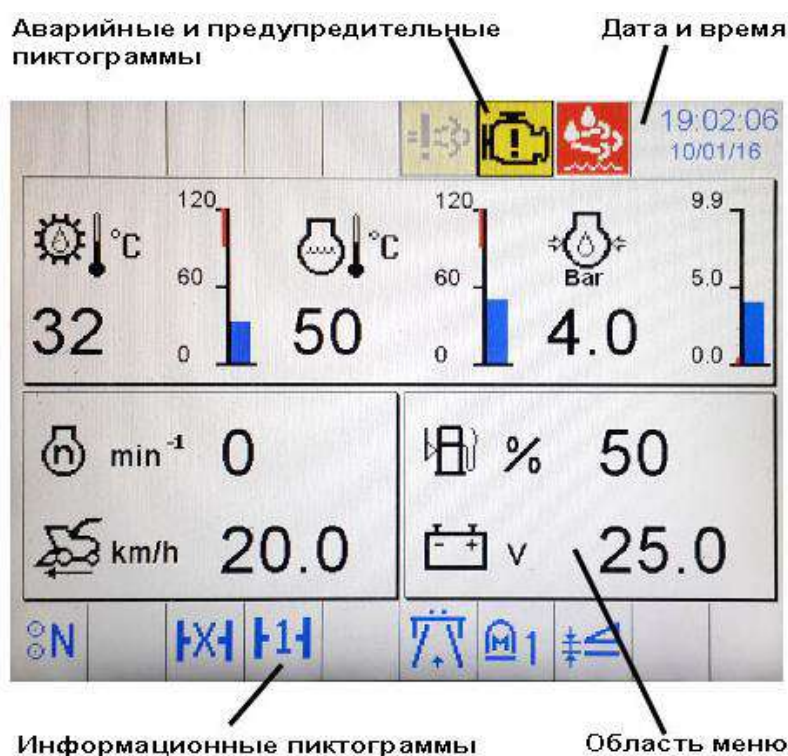 Аварийные и предупредительные
пиктограммы
Дата и время
19:02:06
10/01/16
°C 120 60 0 32
°C 120 60 0 50
Bar 9.9 5.0 0.0 4.0
n min⁻¹ 0
km/h 20.0
% 50
V 25.0
N X 1 M 1
Информационные пиктограммы
Область меню